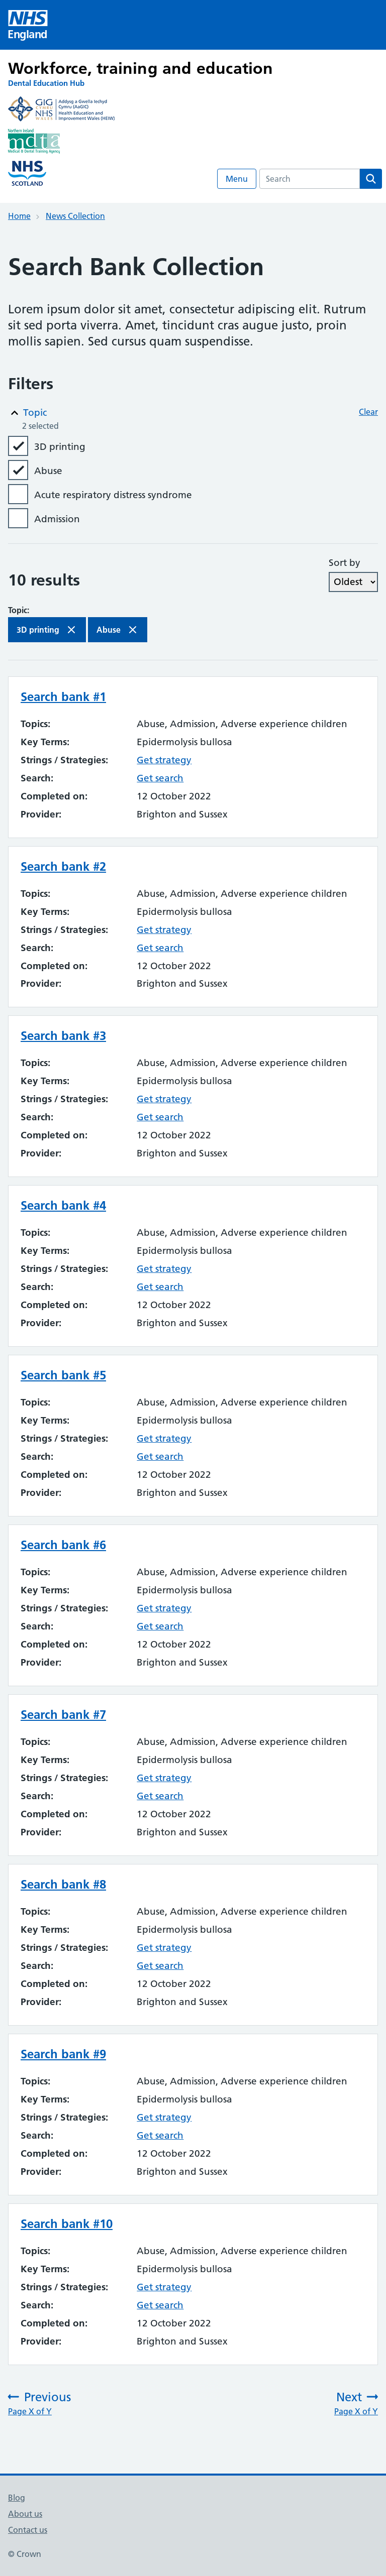 NHS
England
Workforce, training and education
Dental Education Hub
GIG
CYMRU
NHS
WALES
Addysg a Gwella Iechyd
Cymru (AaGIC)
Health Education and
Improvement Wales (HEIW)
Northern Ireland
mdta
Medical & Dental Training Agency
NHS
SCOTLAND
Menu
Search
Home
News Collection
Search Bank Collection
Lorem ipsum dolor sit amet, consectetur adipiscing elit. Rutrum
sit sed porta viverra. Amet, tincidunt cras augue justo, proin
mollis sapien. Sed cursus quam suspendisse.
Filters
Topic
Clear
2 selected
3D printing
Abuse
Acute respiratory distress syndrome
Admission
Sort by
10 results
Oldest
Topic:
3D printing
Abuse
Search bank #1
Topics: Abuse, Admission, Adverse experience children
Key Terms: Epidermolysis bullosa
Strings / Strategies: Get strategy
Search: Get search
Completed on: 12 October 2022
Provider: Brighton and Sussex
Search bank #2
Topics: Abuse, Admission, Adverse experience children
Key Terms: Epidermolysis bullosa
Strings / Strategies: Get strategy
Search: Get search
Completed on: 12 October 2022
Provider: Brighton and Sussex
Search bank #3
Topics: Abuse, Admission, Adverse experience children
Key Terms: Epidermolysis bullosa
Strings / Strategies: Get strategy
Search: Get search
Completed on: 12 October 2022
Provider: Brighton and Sussex
Search bank #4
Topics: Abuse, Admission, Adverse experience children
Key Terms: Epidermolysis bullosa
Strings / Strategies: Get strategy
Search: Get search
Completed on: 12 October 2022
Provider: Brighton and Sussex
Search bank #5
Topics: Abuse, Admission, Adverse experience children
Key Terms: Epidermolysis bullosa
Strings / Strategies: Get strategy
Search: Get search
Completed on: 12 October 2022
Provider: Brighton and Sussex
Search bank #6
Topics: Abuse, Admission, Adverse experience children
Key Terms: Epidermolysis bullosa
Strings / Strategies: Get strategy
Search: Get search
Completed on: 12 October 2022
Provider: Brighton and Sussex
Search bank #7
Topics: Abuse, Admission, Adverse experience children
Key Terms: Epidermolysis bullosa
Strings / Strategies: Get strategy
Search: Get search
Completed on: 12 October 2022
Provider: Brighton and Sussex
Search bank #8
Topics: Abuse, Admission, Adverse experience children
Key Terms: Epidermolysis bullosa
Strings / Strategies: Get strategy
Search: Get search
Completed on: 12 October 2022
Provider: Brighton and Sussex
Search bank #9
Topics: Abuse, Admission, Adverse experience children
Key Terms: Epidermolysis bullosa
Strings / Strategies: Get strategy
Search: Get search
Completed on: 12 October 2022
Provider: Brighton and Sussex
Search bank #10
Topics: Abuse, Admission, Adverse experience children
Key Terms: Epidermolysis bullosa
Strings / Strategies: Get strategy
Search: Get search
Completed on: 12 October 2022
Provider: Brighton and Sussex
Previous
Page X of Y
Next
Page X of Y
Blog
About us
Contact us
© Crown